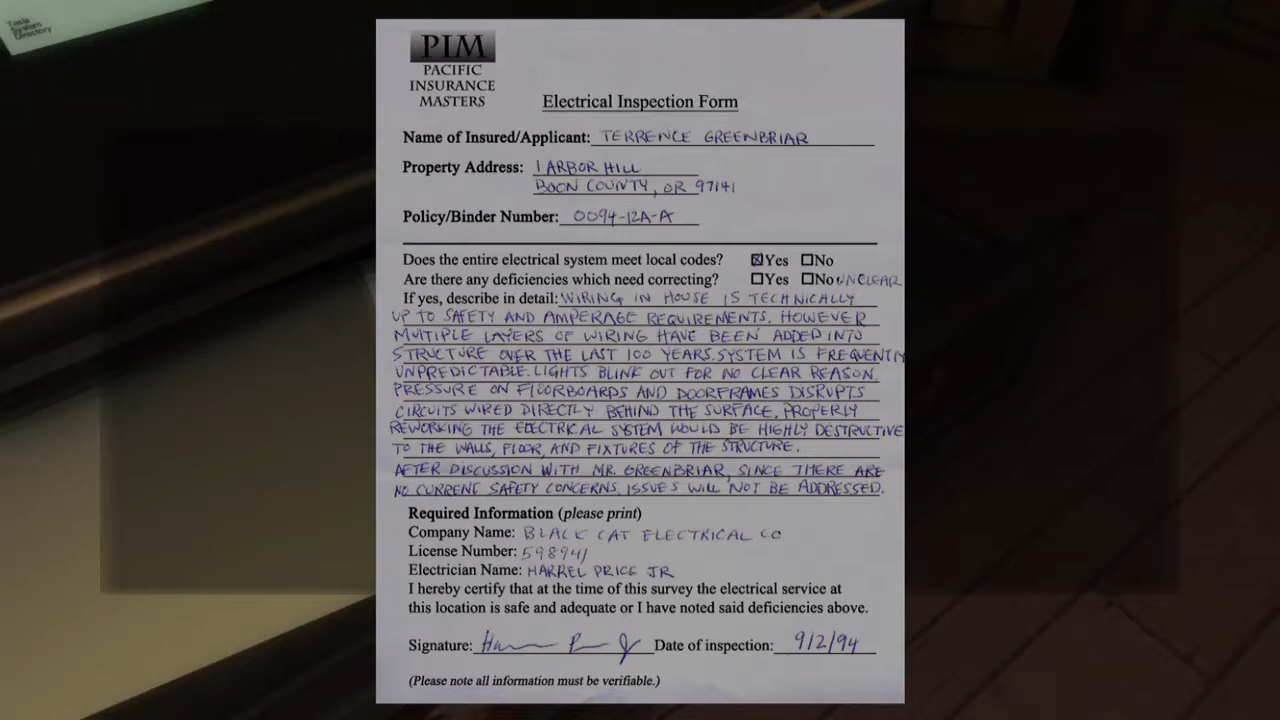 Tesla
System
Directory
PIM
PACIFIC
INSURANCE
MASTERS
Electrical Inspection Form
Name of Insured/Applicant: TERRENCE GREENBRIAR
Property Address: 1 ARBOR HILL
BOON COUNTY, OR 97141
Policy/Binder Number: 0094-12A-A
Does the entire electrical system meet local codes? ☒Yes ☐No
Are there any deficiencies which need correcting? ☐Yes ☐No UNCLEAR
If yes, describe in detail: WIRING IN HOUSE IS TECHNICALLY
UP TO SAFETY AND AMPERAGE REQUIREMENTS. HOWEVER
MULTIPLE LAYERS OF WIRING HAVE BEEN ADDED INTO
STRUCTURE OVER THE LAST 100 YEARS. SYSTEM IS FREQUENTLY
UNPREDICTABLE. LIGHTS BLINK OUT FOR NO CLEAR REASON.
PRESSURE ON FLOORBOARDS AND DOORFRAMES DISRUPTS
CIRCUITS WIRED DIRECTLY BEHIND THE SURFACE. PROPERLY
REWORKING THE ELECTRICAL SYSTEM WOULD BE HIGHLY DESTRUCTIVE
TO THE WALLS, FLOOR, AND FIXTURES OF THE STRUCTURE.
AFTER DISCUSSION WITH MR. GREENBRIAR, SINCE THERE ARE
NO CURRENT SAFETY CONCERNS, ISSUES WILL NOT BE ADDRESSED.
Required Information (please print)
Company Name: BLACK CAT ELECTRICAL CO
License Number: 598941
Electrician Name: HARREL PRICE JR
I hereby certify that at the time of this survey the electrical service at
this location is safe and adequate or I have noted said deficiencies above.
Signature: Date of inspection: 9/2/94
(Please note all information must be verifiable.)